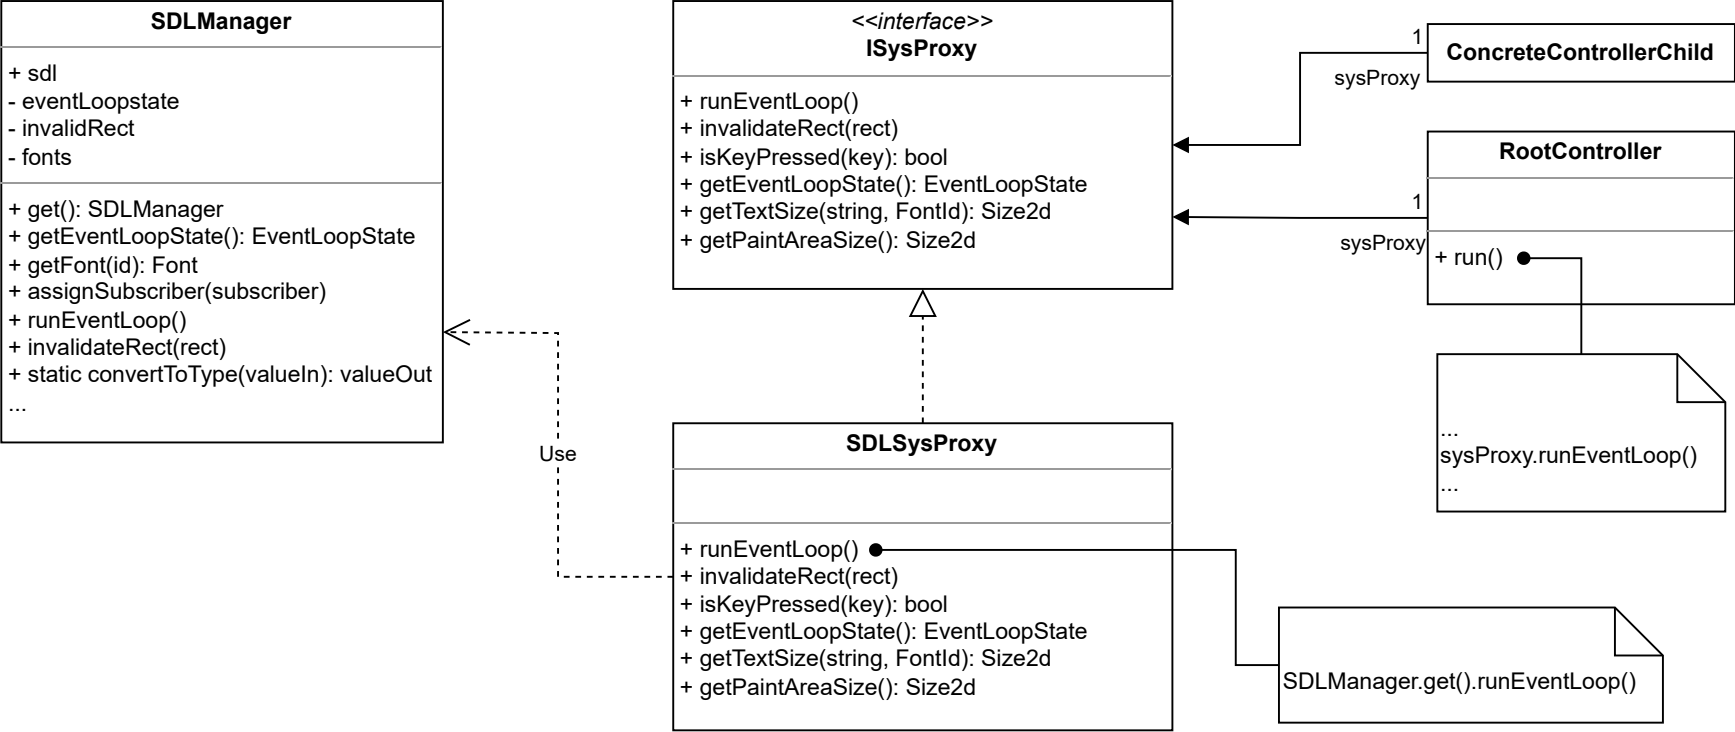 SDLManager
+ sdl
- eventLoopstate
- invalidRect
- fonts
+ get(): SDLManager
+ getEventLoopState(): EventLoopState
+ getFont(id): Font
+ assignSubscriber(subscriber)
+ runEventLoop()
+ invalidateRect(rect)
+ static convertToType(valueIn): valueOut
...
Use
<<interface>>
ISysProxy
+ runEventLoop()
+ invalidateRect(rect)
+ isKeyPressed(key): bool
+ getEventLoopState(): EventLoopState
+ getTextSize(string, FontId): Size2d
+ getPaintAreaSize(): Size2d
1
sysProxy
ConcreteControllerChild
1
sysProxy
RootController
+ run()
...
sysProxy.runEventLoop()
...
SDLSysProxy
+ runEventLoop()
+ invalidateRect(rect)
+ isKeyPressed(key): bool
+ getEventLoopState(): EventLoopState
+ getTextSize(string, FontId): Size2d
+ getPaintAreaSize(): Size2d
SDLManager.get().runEventLoop()